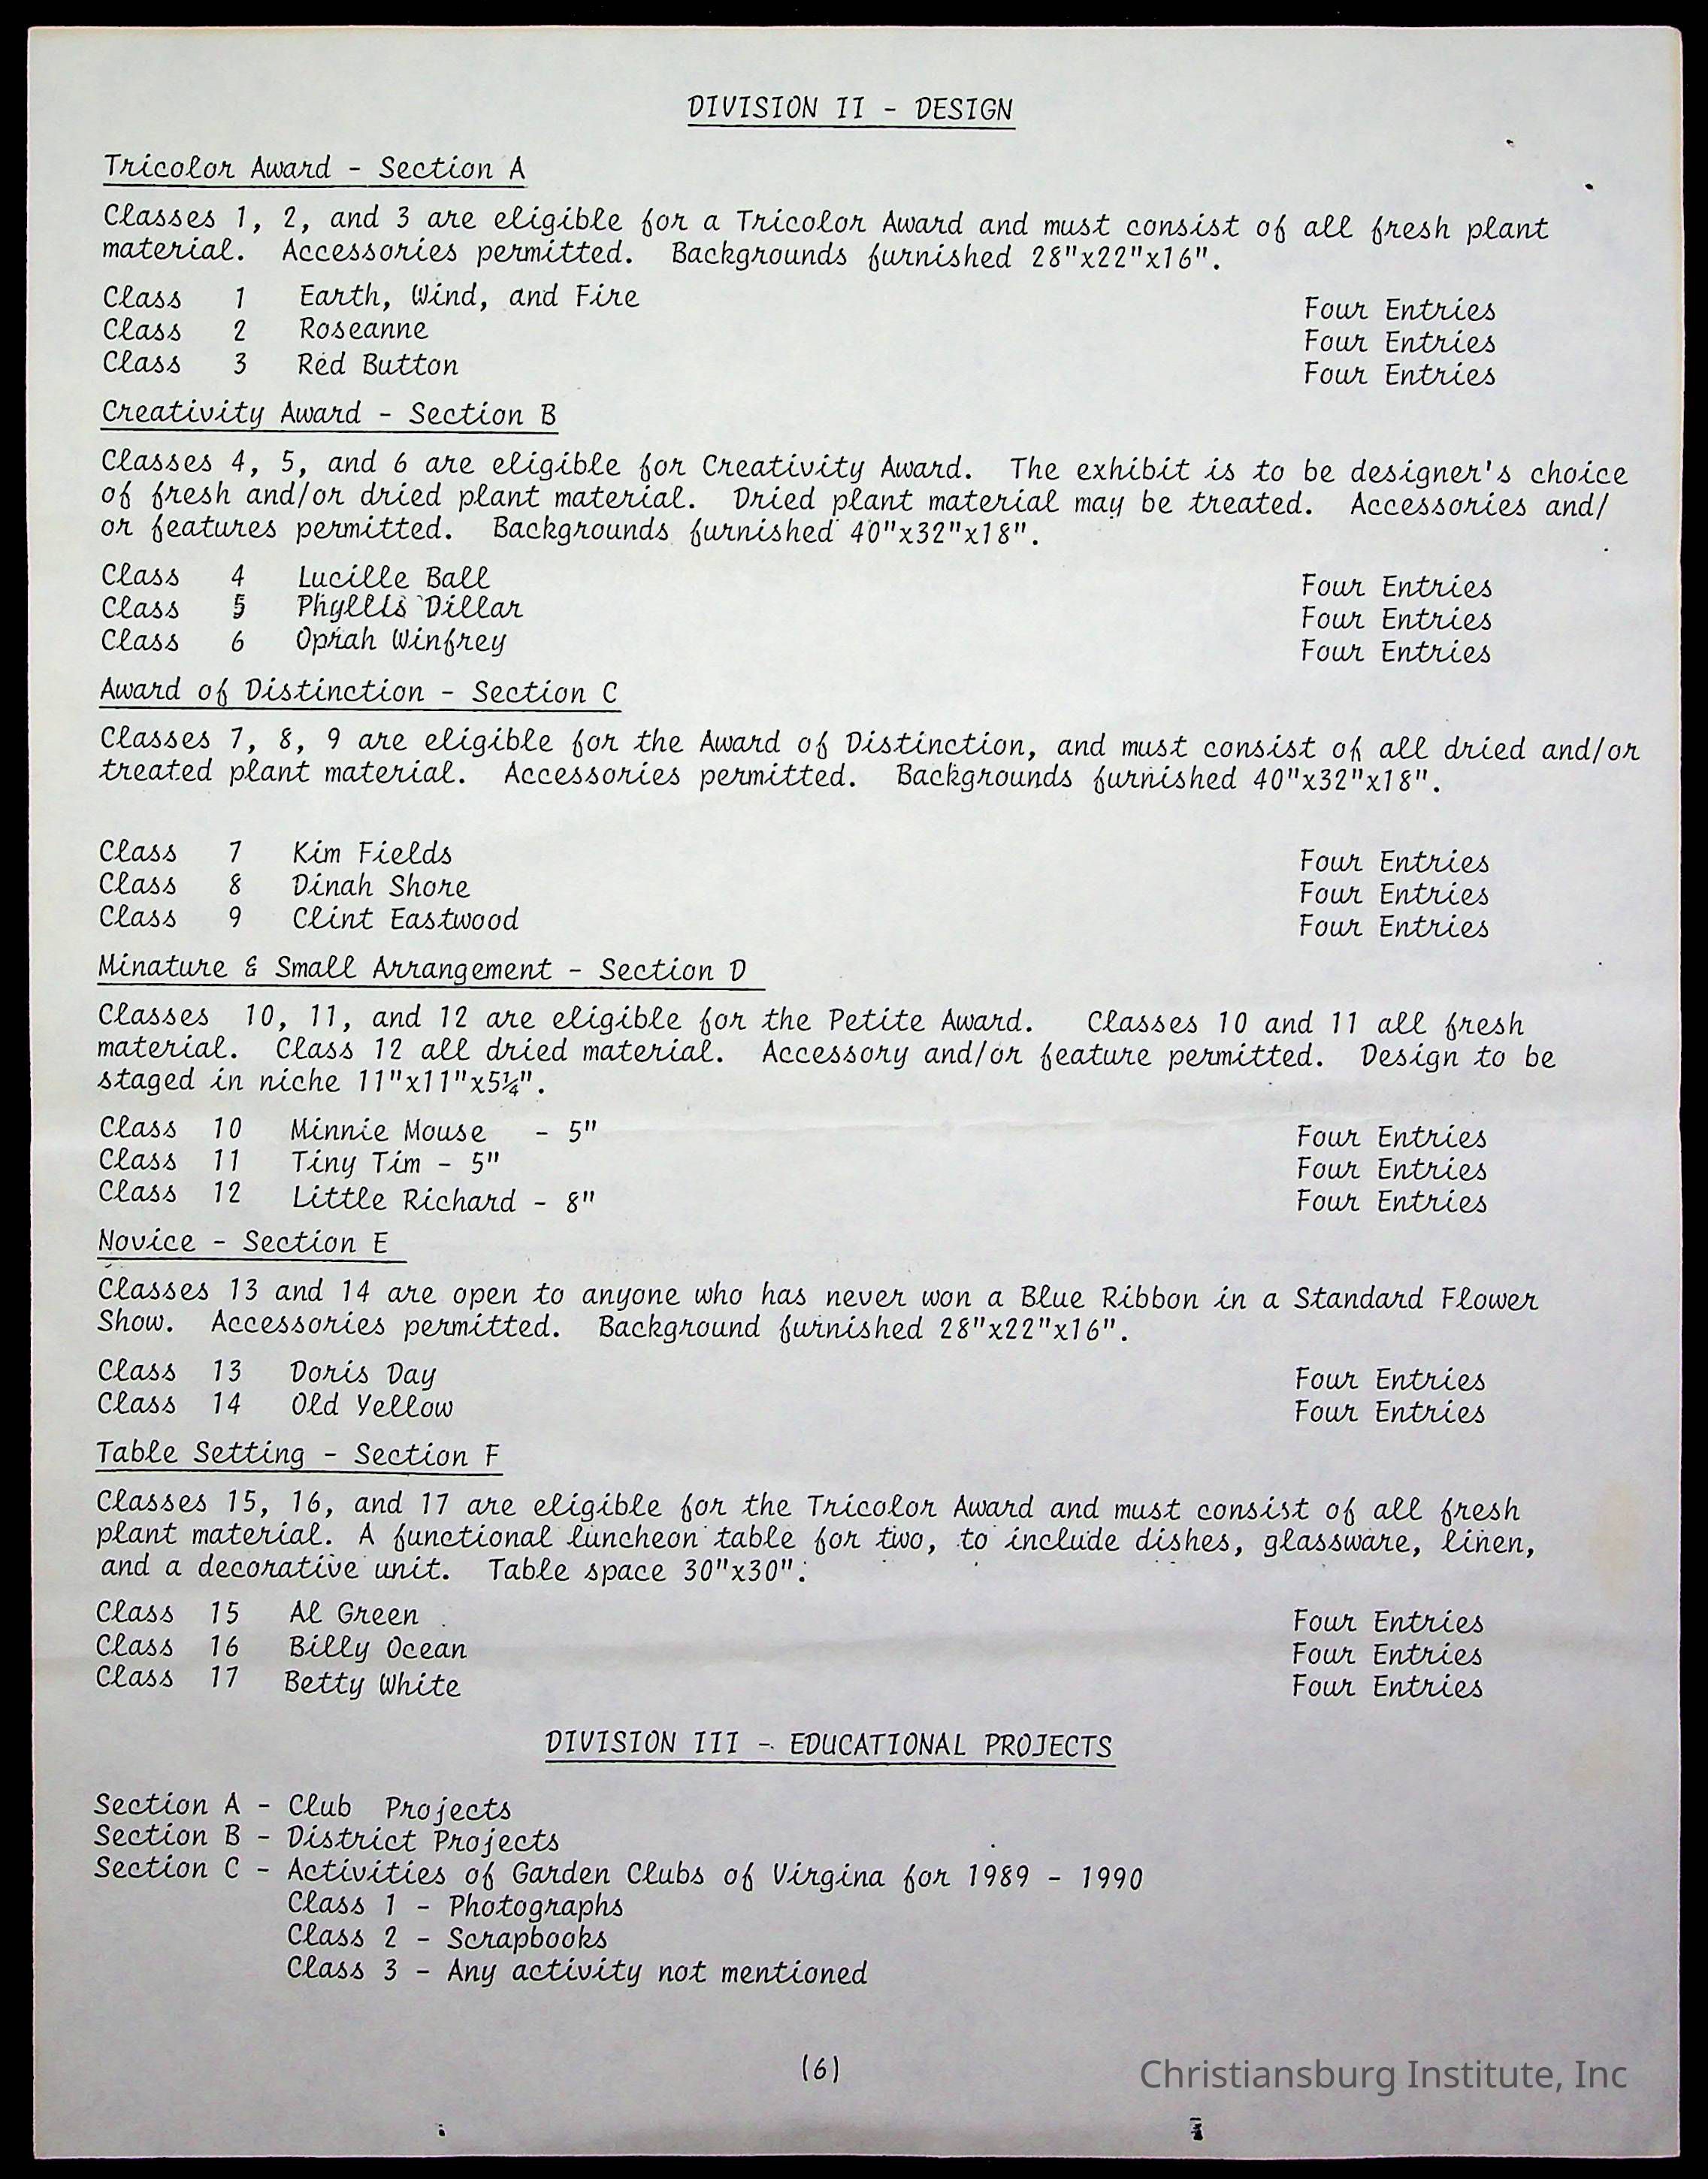 DIVISION II - DESIGN
Tricolor Award - Section A
Classes 1, 2, and 3 are eligible for a Tricolor Award and must consist of all fresh plant
material. Accessories permitted. Backgrounds furnished 28"x22"x16".
Class 1 Earth, Wind, and Fire Four Entries
Class 2 Roseanne Four Entries
Class 3 Red Button Four Entries
Creativity Award - Section B
Classes 4, 5, and 6 are eligible for Creativity Award. The exhibit is to be designer's choice
of fresh and/or dried plant material. Dried plant material may be treated. Accessories and/
or features permitted. Backgrounds furnished 40"x32"x18".
Class 4 Lucille Ball Four Entries
Class 5 Phyllis Dillar Four Entries
Class 6 Oprah Winfrey Four Entries
Award of Distinction - Section C
Classes 7, 8, 9 are eligible for the Award of Distinction, and must consist of all dried and/or
treated plant material. Accessories permitted. Backgrounds furnished 40"x32"x18".
Class 7 Kim Fields Four Entries
Class 8 Dinah Shore Four Entries
Class 9 Clint Eastwood Four Entries
Minature & Small Arrangement - Section D
Classes 10, 11, and 12 are eligible for the Petite Award. Classes 10 and 11 all fresh
material. Class 12 all dried material. Accessory and/or feature permitted. Design to be
staged in niche 11"x11"x5¼".
Class 10 Minnie Mouse - 5" Four Entries
Class 11 Tiny Tim - 5" Four Entries
Class 12 Little Richard - 8" Four Entries
Novice - Section E
Classes 13 and 14 are open to anyone who has never won a Blue Ribbon in a Standard Flower
Show. Accessories permitted. Background furnished 28"x22"x16".
Class 13 Doris Day Four Entries
Class 14 Old Yellow Four Entries
Table Setting - Section F
Classes 15, 16, and 17 are eligible for the Tricolor Award and must consist of all fresh
plant material. A functional luncheon table for two, to include dishes, glassware, linen,
and a decorative unit. Table space 30"x30".
Class 15 Al Green Four Entries
Class 16 Billy Ocean Four Entries
Class 17 Betty White Four Entries
DIVISION III - EDUCATIONAL PROJECTS
Section A - Club Projects
Section B - District Projects
Section C - Activities of Garden Clubs of Virgina for 1989 - 1990
Class 1 - Photographs
Class 2 - Scrapbooks
Class 3 - Any activity not mentioned
(6)
Christiansburg Institute, Inc